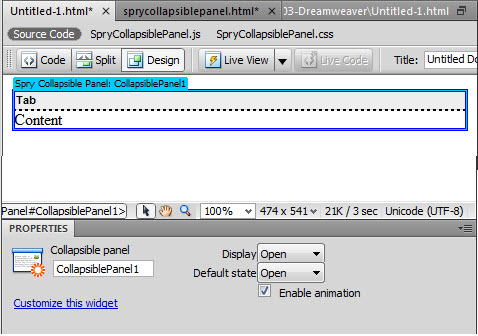 Untitled-1.html* × sprycollapsiblepanel.html* × 03-Dreamweaver\Untitled-1.html
Source Code SpryCollapsiblePanel.js SpryCollapsiblePanel.css
Code Split Design Live View Live Code Title: Untitled Do
Spry Collapsible Panel: CollapsiblePanel1
Tab
Content
Panel#CollapsiblePanel1> 100% 474 x 541 21K / 3 sec Unicode (UTF-8)
PROPERTIES
Collapsible panel Display Open
CollapsiblePanel1 Default state Open
Enable animation
Customize this widget